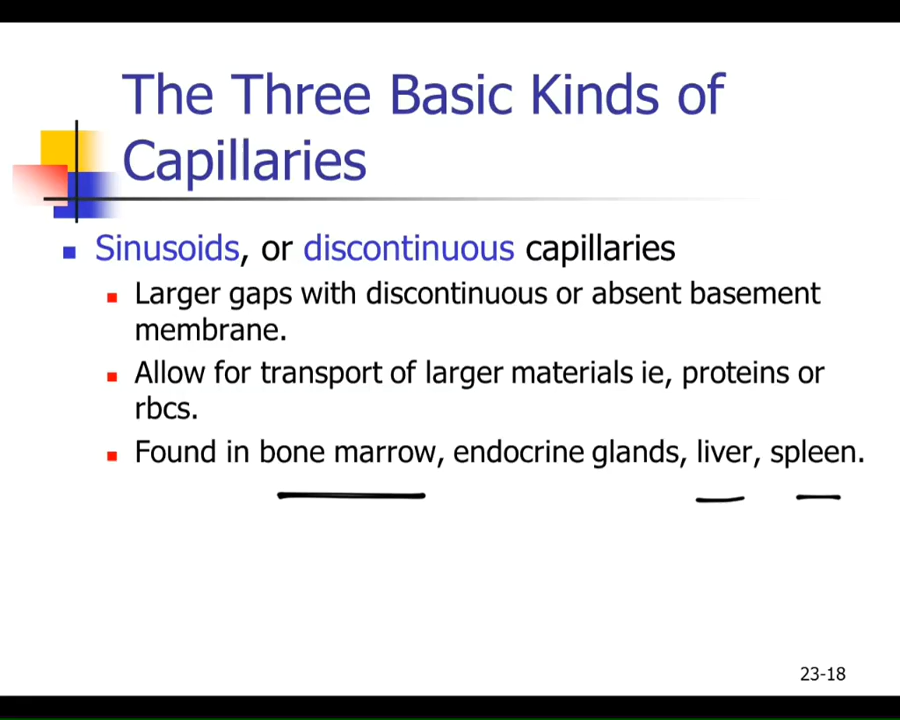 The Three Basic Kinds of
Capillaries
Sinusoids, or discontinuous capillaries
Larger gaps with discontinuous or absent basement
membrane.
Allow for transport of larger materials ie, proteins or
rbcs.
Found in bone marrow, endocrine glands, liver, spleen.
23-18